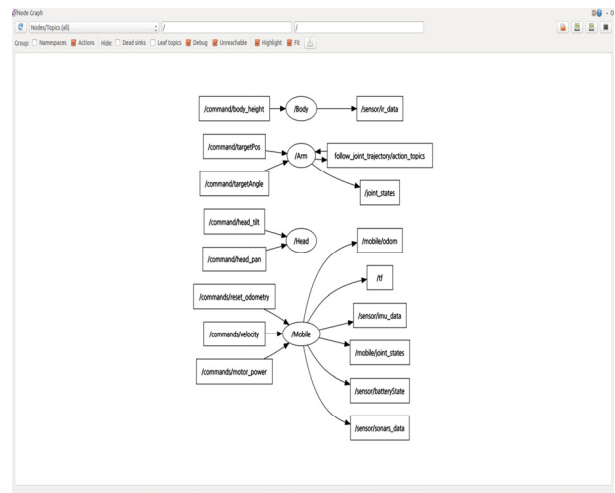 Node Graph
Nodes/Topics (all) / /
Group: Namespaces Actions Hide: Dead sinks Leaf topics Debug Unreachable Highlight Fit
/command/body_height /Body /sensor/ir_data
/command/targetPos
/Arm follow_joint_trajectory/action_topics
/command/targetAngle
/joint_states
/command/head_tilt
/Head /mobile/odom
/command/head_pan
/tf
/commands/reset_odometry
/sensor/imu_data
/commands/velocity /Mobile
/mobile/joint_states
/commands/motor_power
/sensor/batteryState
/sensor/sonars_data